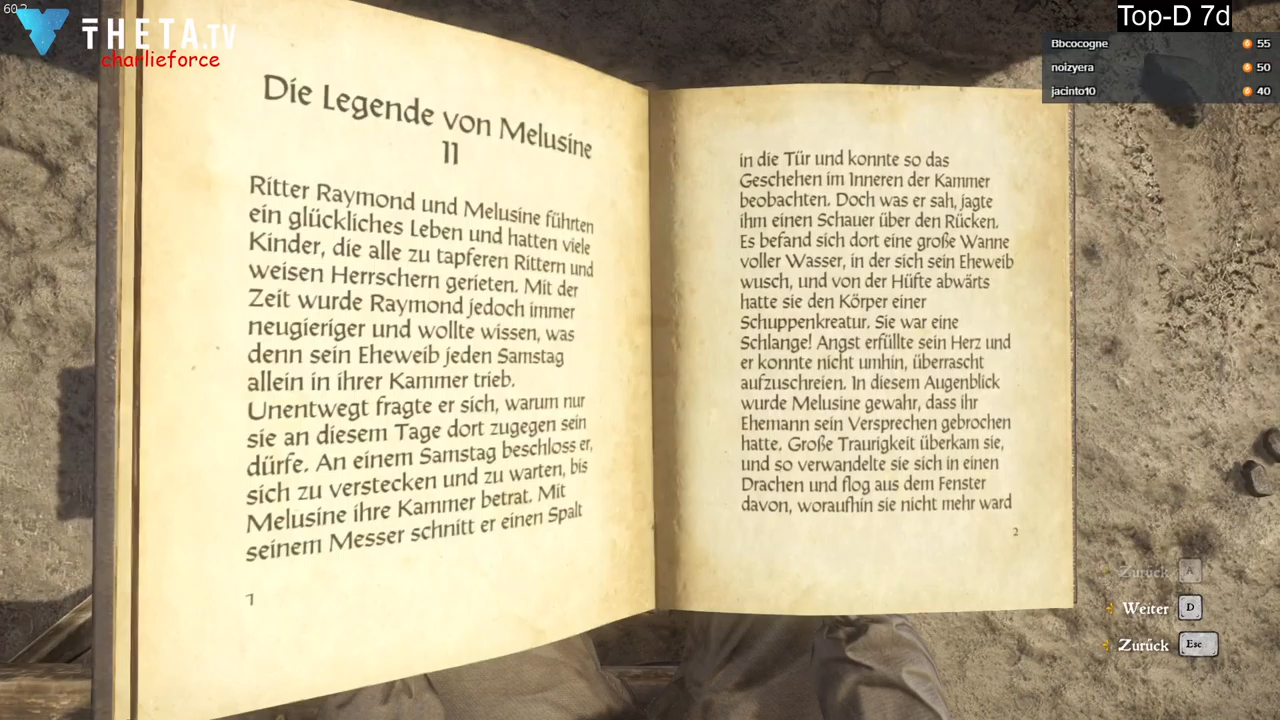 602
THETA.TV
charlieforce
Top-D 7d
Bbcocogne 55
noizyera 50
jacinto10 40
Die Legende von Melusine
II
Ritter Raymond und Melusine führten
ein glückliches Leben und hatten viele
Kinder, die alle zu tapferen Rittern und
weisen Herrschern gerieten. Mit der
Zeit wurde Raymond jedoch immer
neugieriger und wollte wissen, was
denn sein Eheweib jeden Samstag
allein in ihrer Kammer trieb.
Unentwegt fragte er sich, warum nur
sie an diesem Tage dort zugegen sein
dürfe. An einem Samstag beschloss er,
sich zu verstecken und zu warten, bis
Melusine ihre Kammer betrat. Mit
seinem Messer schnitt er einen Spalt
1
in die Tür und konnte so das
Geschehen im Inneren der Kammer
beobachten. Doch was er sah, jagte
ihm einen Schauer über den Rücken.
Es befand sich dort eine große Wanne
voller Wasser, in der sich sein Eheweib
wusch, und von der Hüfte abwärts
hatte sie den Körper einer
Schuppenkreatur. Sie war eine
Schlange! Angst erfüllte sein Herz und
er konnte nicht umhin, überrascht
aufzuschreien. In diesem Augenblick
wurde Melusine gewahr, dass ihr
Ehemann sein Versprechen gebrochen
hatte. Große Traurigkeit überkam sie,
und so verwandelte sie sich in einen
Drachen und flog aus dem Fenster
davon, woraufhin sie nicht mehr ward
2
Zurück A
Weiter D
Zurück Esc